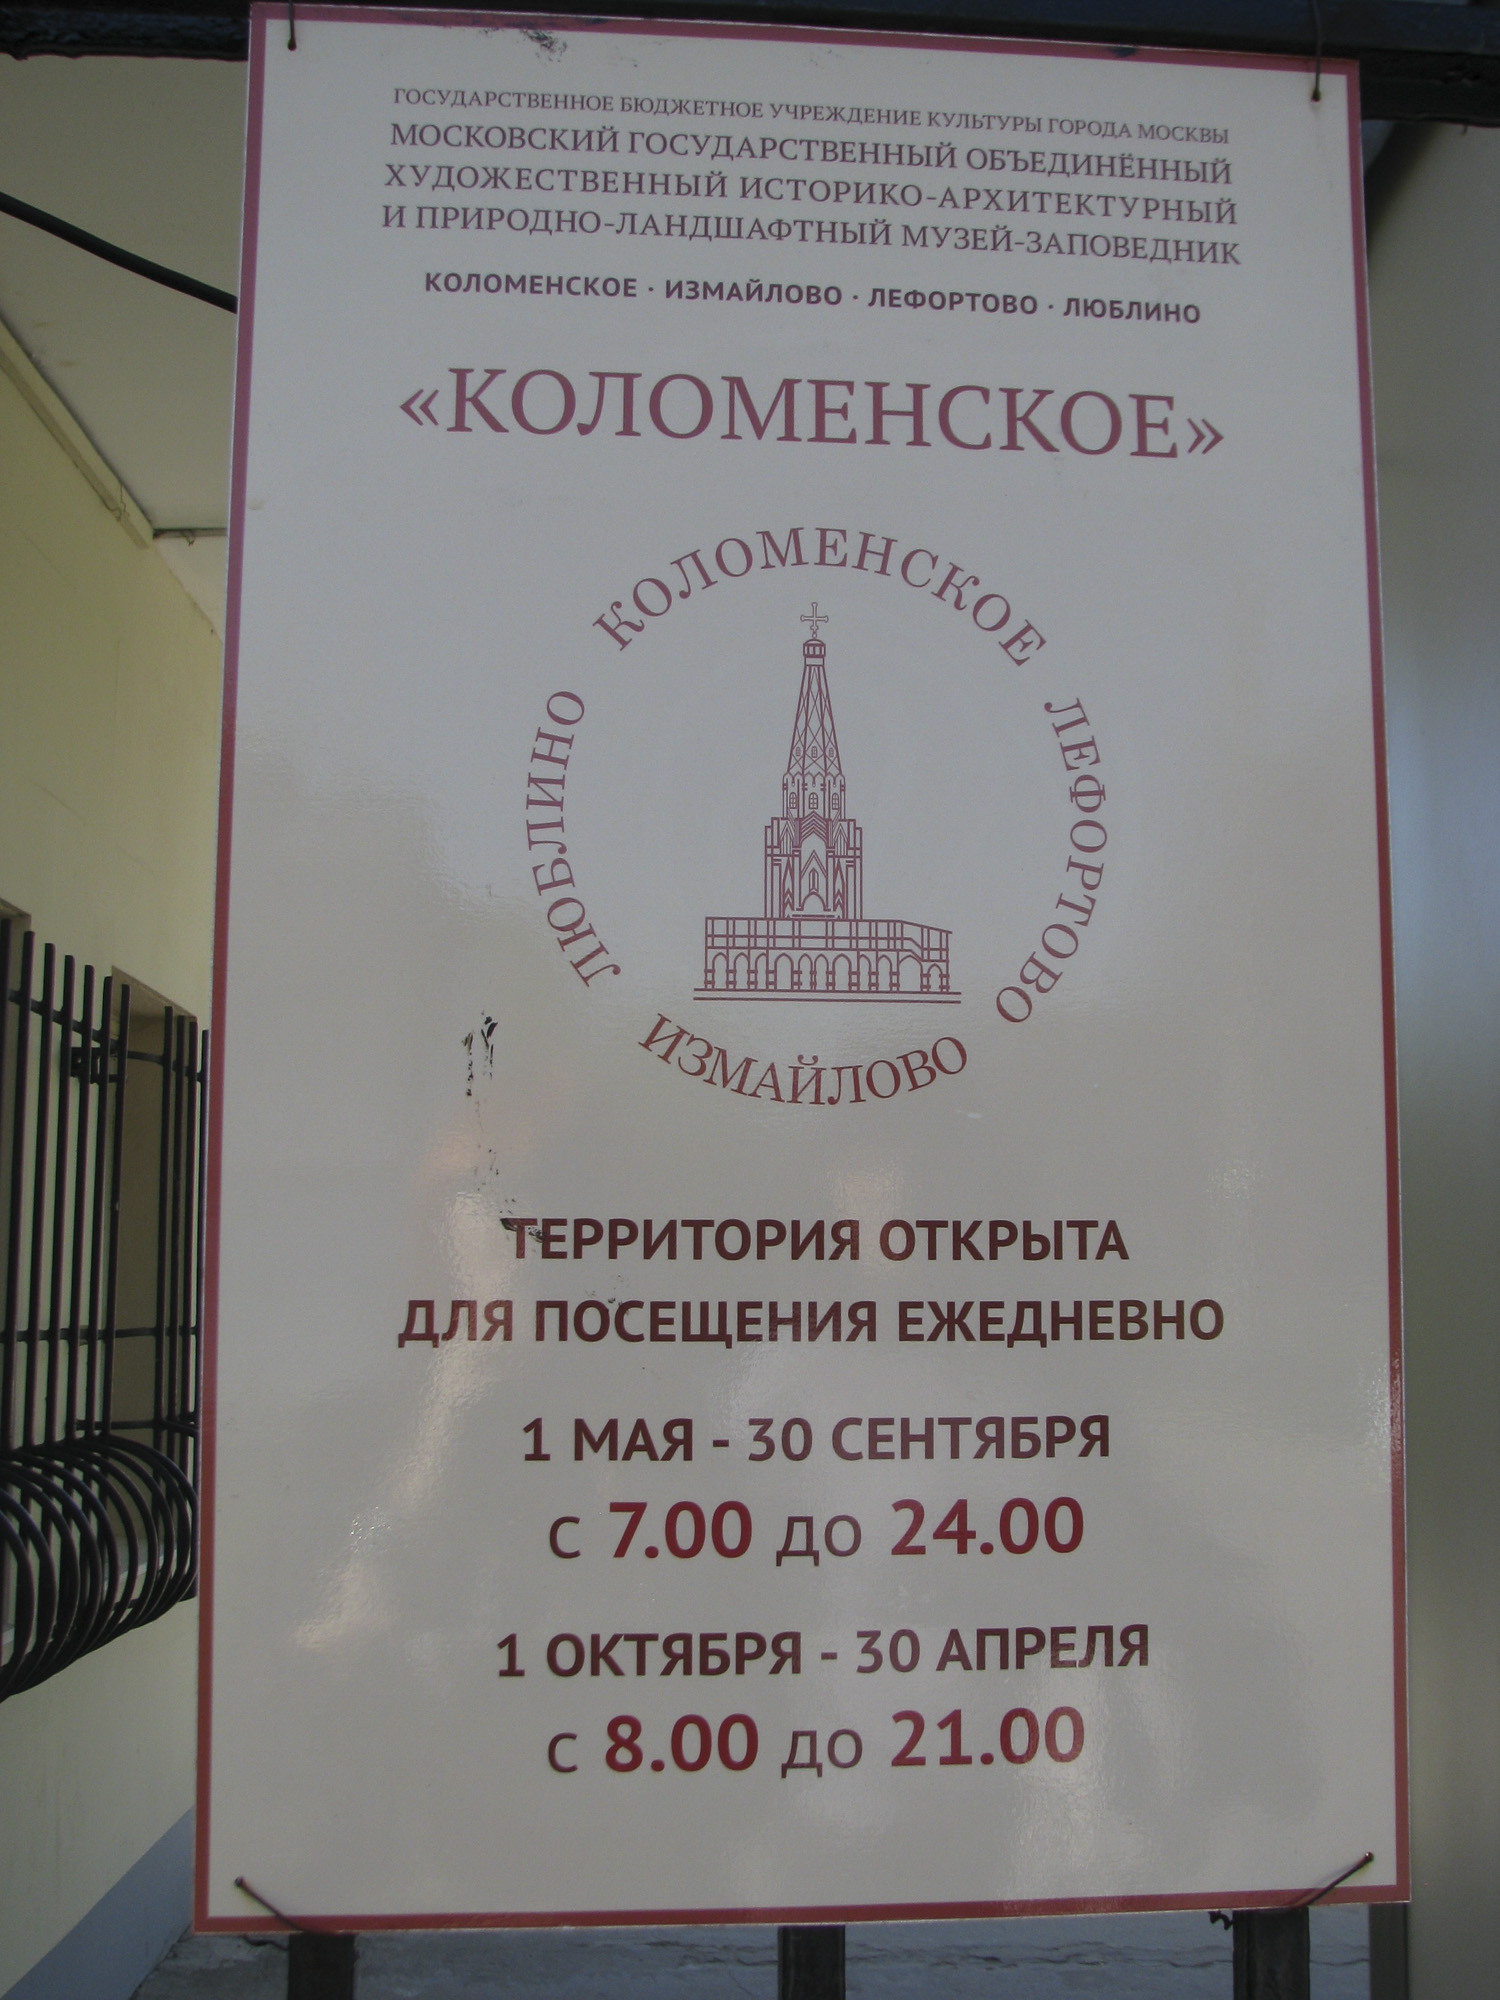 ГОСУДАРСТВЕННОЕ БЮДЖЕТНОЕ УЧРЕЖДЕНИЕ КУЛЬТУРЫ ГОРОДА МОСКВЫ
МОСКОВСКИЙ ГОСУДАРСТВЕННЫЙ ОБЪЕДИНЁННЫЙ
ХУДОЖЕСТВЕННЫЙ ИСТОРИКО-АРХИТЕКТУРНЫЙ
И ПРИРОДНО-ЛАНДШАФТНЫЙ МУЗЕЙ-ЗАПОВЕДНИК
КОЛОМЕНСКОЕ · ИЗМАЙЛОВО · ЛЕФОРТОВО · ЛЮБЛИНО
«КОЛОМЕНСКОЕ»
КОЛОМЕНСКОЕ
ЛЕФОРТОВО
ИЗМАЙЛОВО
ЛЮБЛИНО
ТЕРРИТОРИЯ ОТКРЫТА
ДЛЯ ПОСЕЩЕНИЯ ЕЖЕДНЕВНО
1 МАЯ - 30 СЕНТЯБРЯ
С 7.00 ДО 24.00
1 ОКТЯБРЯ - 30 АПРЕЛЯ
С 8.00 ДО 21.00